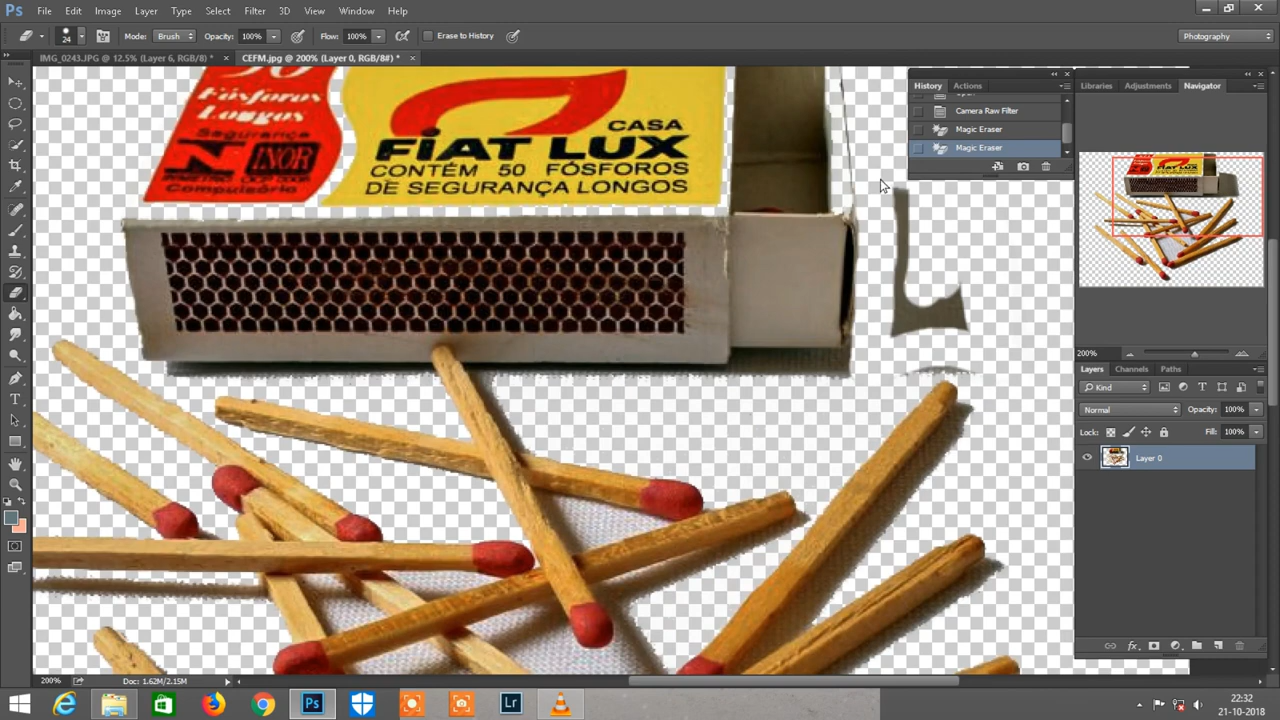 Ps File Edit Image Layer Type Select Filter 3D View Window Help
24 Mode: Brush Opacity: 100% Flow: 100% Erase to History Photography
IMG_0243.JPG @ 12.5% (Layer 6, RGB/8) * × CEFM.jpg @ 200% (Layer 0, RGB/8#) * ×
History Actions
Camera Raw Filter
Magic Eraser
Magic Eraser
Libraries Adjustments Navigator
200%
Layers Channels Paths
Kind
Normal Opacity: 100%
Lock: Fill: 100%
Layer 0
Fósforos
Longos
Segurança
INOR
Compulsória
CASA
FIAT LUX
CONTÉM 50 FÓSFOROS
DE SEGURANÇA LONGOS
200% Doc: 1.62M/2.15M
Ps Lr
22:32
21-10-2018